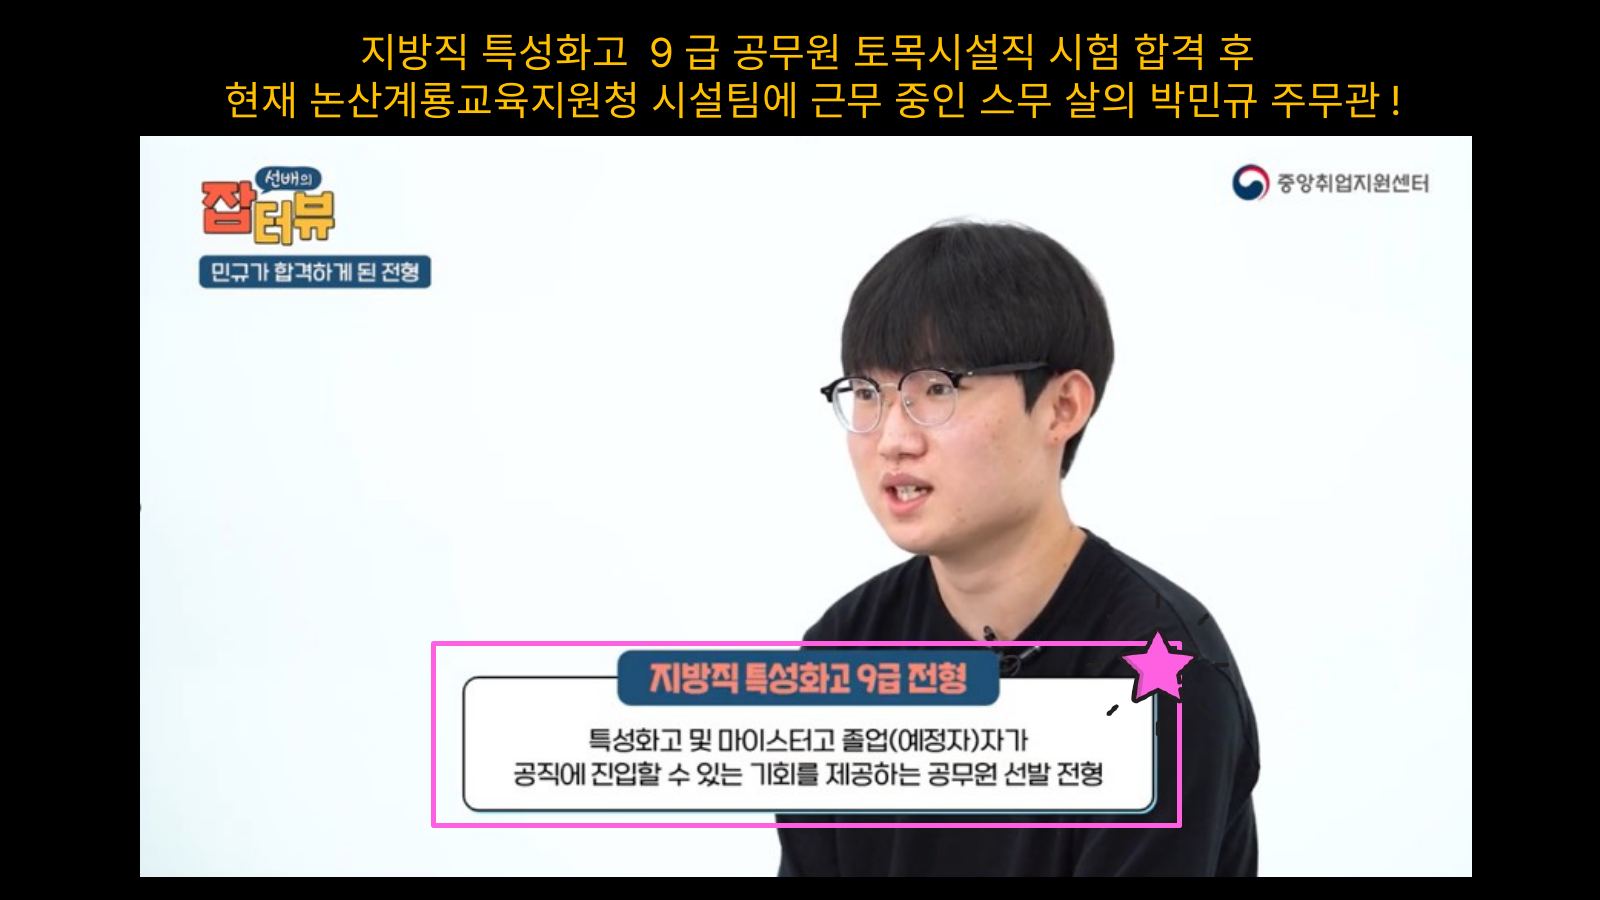 지방직 특성화고 9급 공무원 토목시설직 시험 합격 후
현재 논산계룡교육지원청 시설팀에 근무 중인 스무 살의 박민규 주무관!
선배의
잡터뷰
중앙취업지원센터
민규가 합격하게 된 전형
지방직 특성화고 9급 전형
특성화고 및 마이스터고 졸업(예정자)자가
공직에 진입할 수 있는 기회를 제공하는 공무원 선발 전형